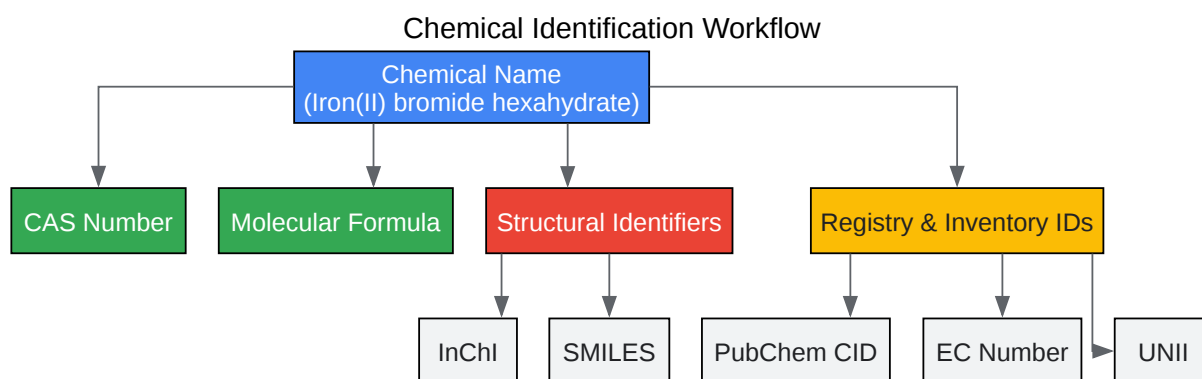 Chemical Identification Workflow
Chemical Name
(Iron(II) bromide hexahydrate)
CAS Number
Molecular Formula
Structural Identifiers
Registry & Inventory IDs
InChI
SMILES
PubChem CID
EC Number
UNII